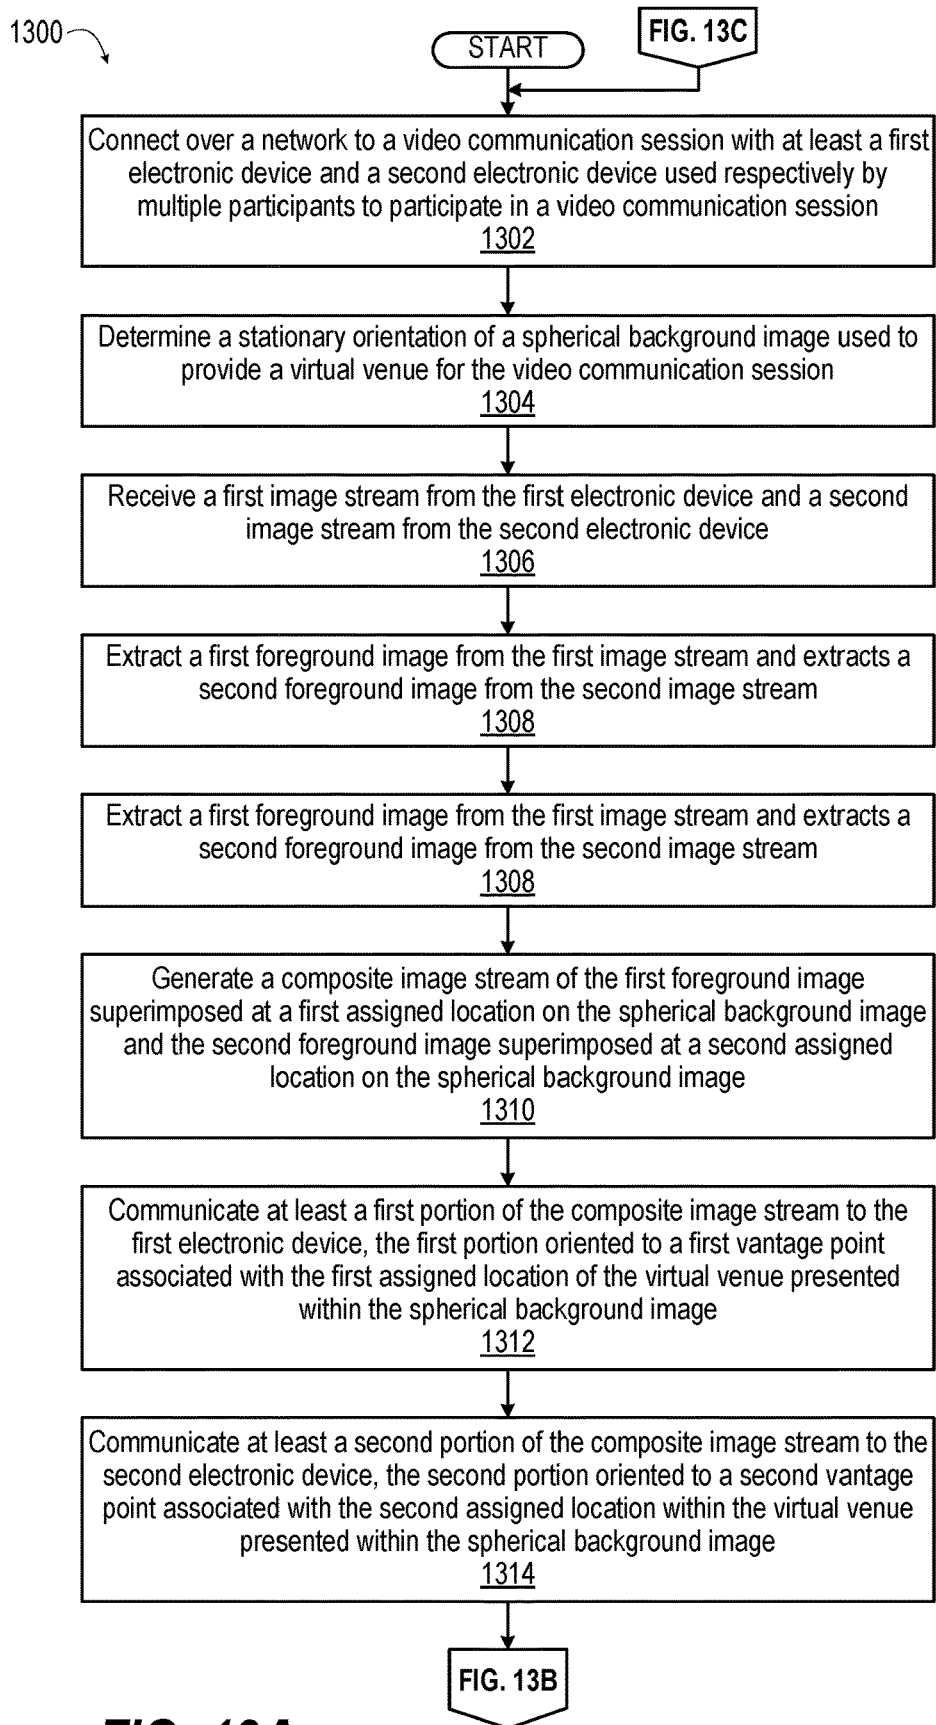 1300
START
FIG. 13C
Connect over a network to a video communication session with at least a first
electronic device and a second electronic device used respectively by
multiple participants to participate in a video communication session
1302
Determine a stationary orientation of a spherical background image used to
provide a virtual venue for the video communication session
1304
Receive a first image stream from the first electronic device and a second
image stream from the second electronic device
1306
Extract a first foreground image from the first image stream and extracts a
second foreground image from the second image stream
1308
Extract a first foreground image from the first image stream and extracts a
second foreground image from the second image stream
1308
Generate a composite image stream of the first foreground image
superimposed at a first assigned location on the spherical background image
and the second foreground image superimposed at a second assigned
location on the spherical background image
1310
Communicate at least a first portion of the composite image stream to the
first electronic device, the first portion oriented to a first vantage point
associated with the first assigned location of the virtual venue presented
within the spherical background image
1312
Communicate at least a second portion of the composite image stream to the
second electronic device, the second portion oriented to a second vantage
point associated with the second assigned location within the virtual venue
presented within the spherical background image
1314
FIG. 13B
FIG. 13A